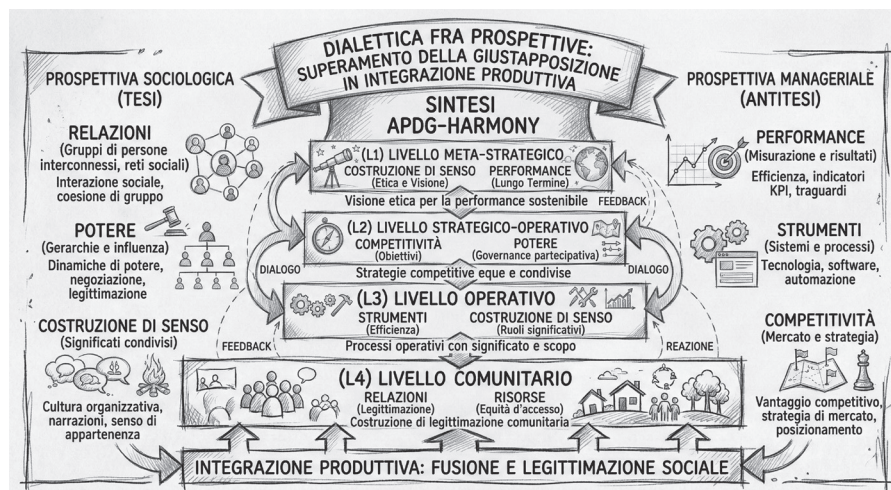 DIALETTICA FRA PROSPETTIVE:
SUPERAMENTO DELLA GIUSTAPPOSIZIONE
IN INTEGRAZIONE PRODUTTIVA
PROSPETTIVA SOCIOLOGICA
(TESI)
RELAZIONI
(Gruppi di persone
interconnessi, reti sociali)
Interazione sociale,
coesione di gruppo
POTERE
(Gerarchie e influenza)
Dinamiche di potere,
negoziazione,
legittimazione
COSTRUZIONE DI SENSO
(Significati condivisi)
Cultura organizzativa,
narrazioni, senso di
appartenenza
SINTESI
APDG-HARMONY
(L1) LIVELLO META-STRATEGICO
COSTRUZIONE DI SENSO
(Etica e Visione)
PERFORMANCE
(Lungo Termine)
Visione etica per la performance sostenibile
FEEDBACK
(L2) LIVELLO STRATEGICO-OPERATIVO
COMPETITIVITÀ
(Obiettivi)
POTERE
(Governance partecipativa)
DIALOGO
Strategie competitive eque e condivise
DIALOGO
(L3) LIVELLO OPERATIVO
STRUMENTI
(Efficienza)
COSTRUZIONE DI SENSO
(Ruoli significativi)
FEEDBACK
Processi operativi con significato e scopo
REAZIONE
(L4) LIVELLO COMUNITARIO
RELAZIONI
(Legittimazione)
RISORSE
(Equità d'accesso)
Costruzione di legittimazione comunitaria
PROSPETTIVA MANAGERIALE
(ANTITESI)
PERFORMANCE
(Misurazione e risultati)
Efficienza, indicatori
KPI, traguardi
STRUMENTI
(Sistemi e processi)
Tecnologia, software,
automazione
COMPETITIVITÀ
(Mercato e strategia)
Vantaggio competitivo,
strategia di mercato,
posizionamento
INTEGRAZIONE PRODUTTIVA: FUSIONE E LEGITTIMAZIONE SOCIALE